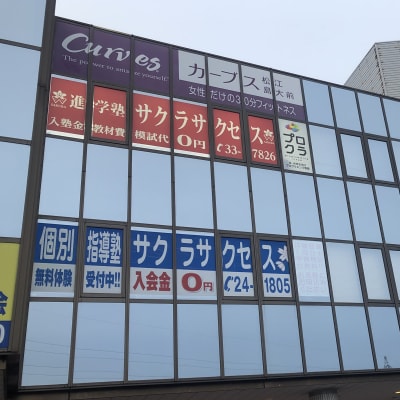 Curves
The power to amaze yourself.®
カーブス 松江島大前
女性だけの30分フィットネス
進学塾サクラサクセス
入塾金 教材費 模試代 0円 ✆33-7826
プロクラ
個別指導塾サクラサクセス
無料体験 受付中!! 入会金 0円 ✆24-1805